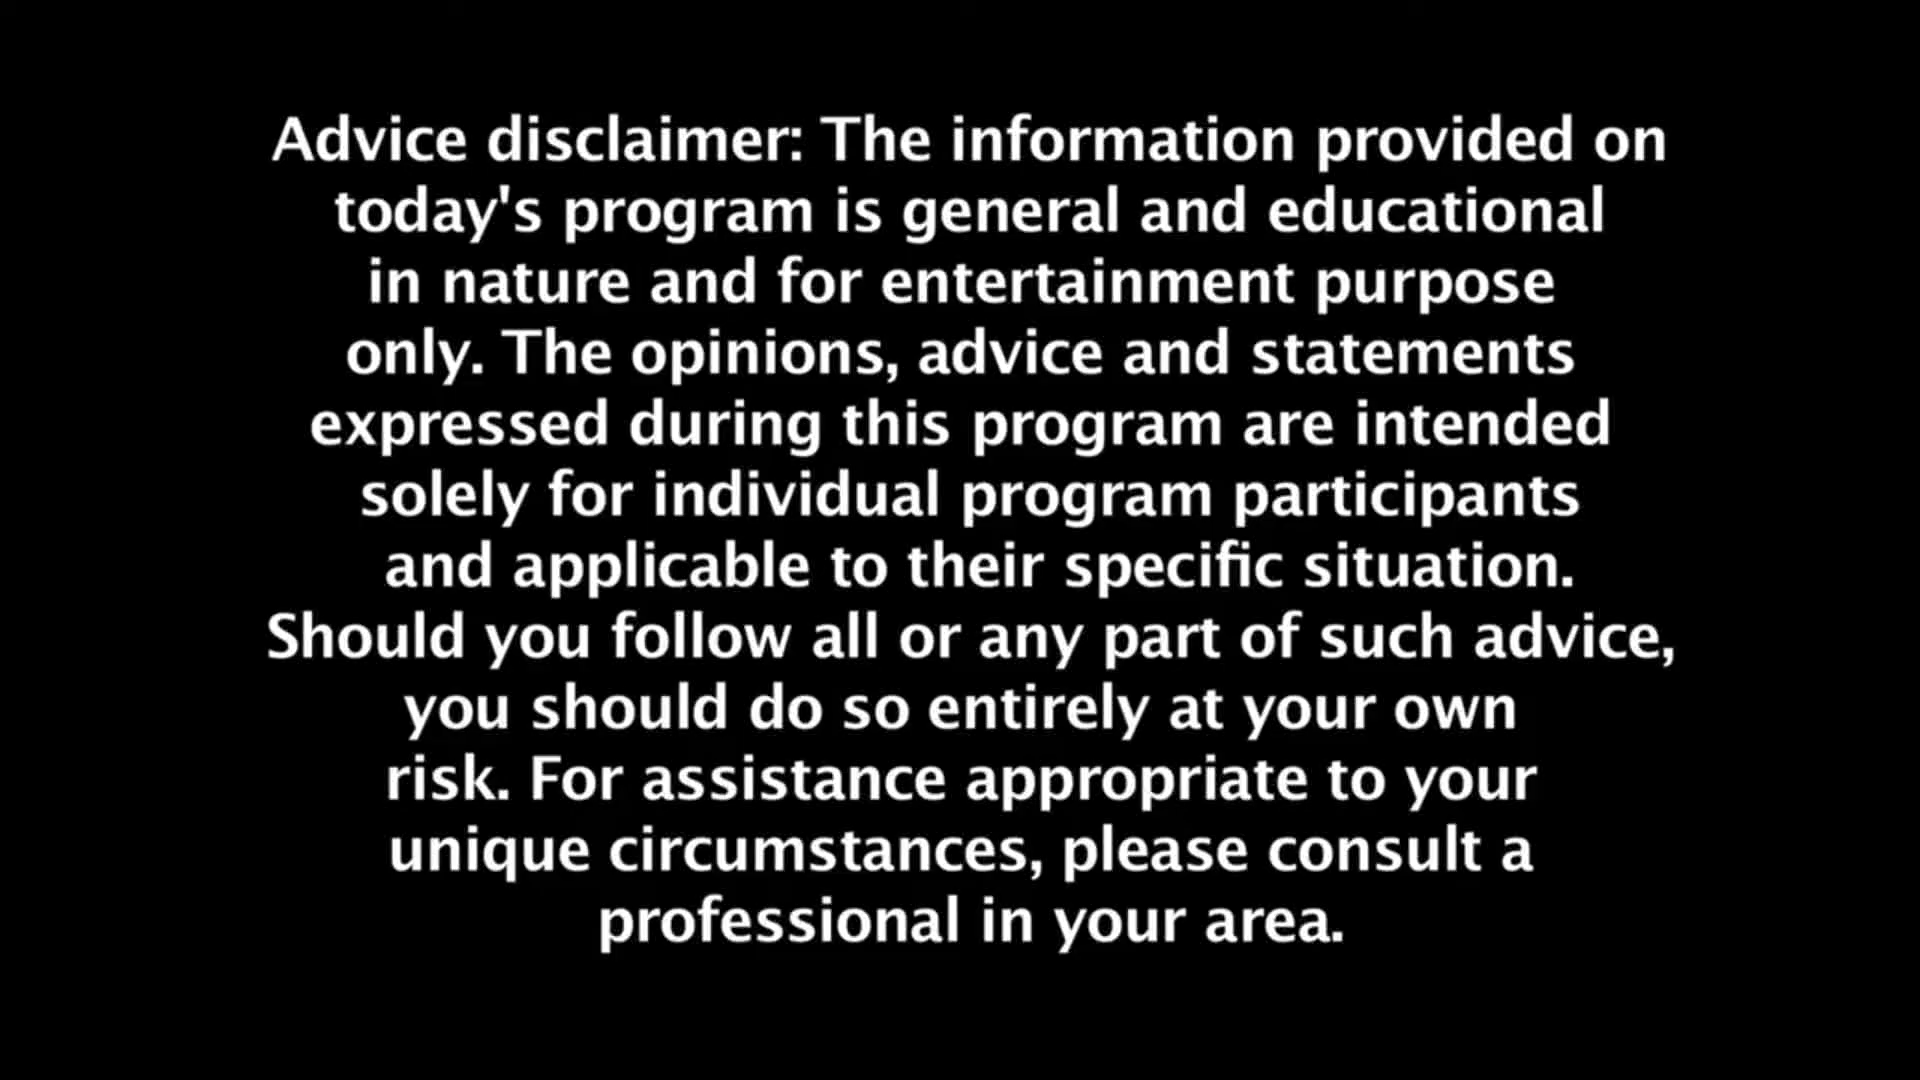 Advice disclaimer: The information provided on
today's program is general and educational
in nature and for entertainment purpose
only. The opinions, advice and statements
expressed during this program are intended
solely for individual program participants
and applicable to their specific situation.
Should you follow all or any part of such advice,
you should do so entirely at your own
risk. For assistance appropriate to your
unique circumstances, please consult a
professional in your area.